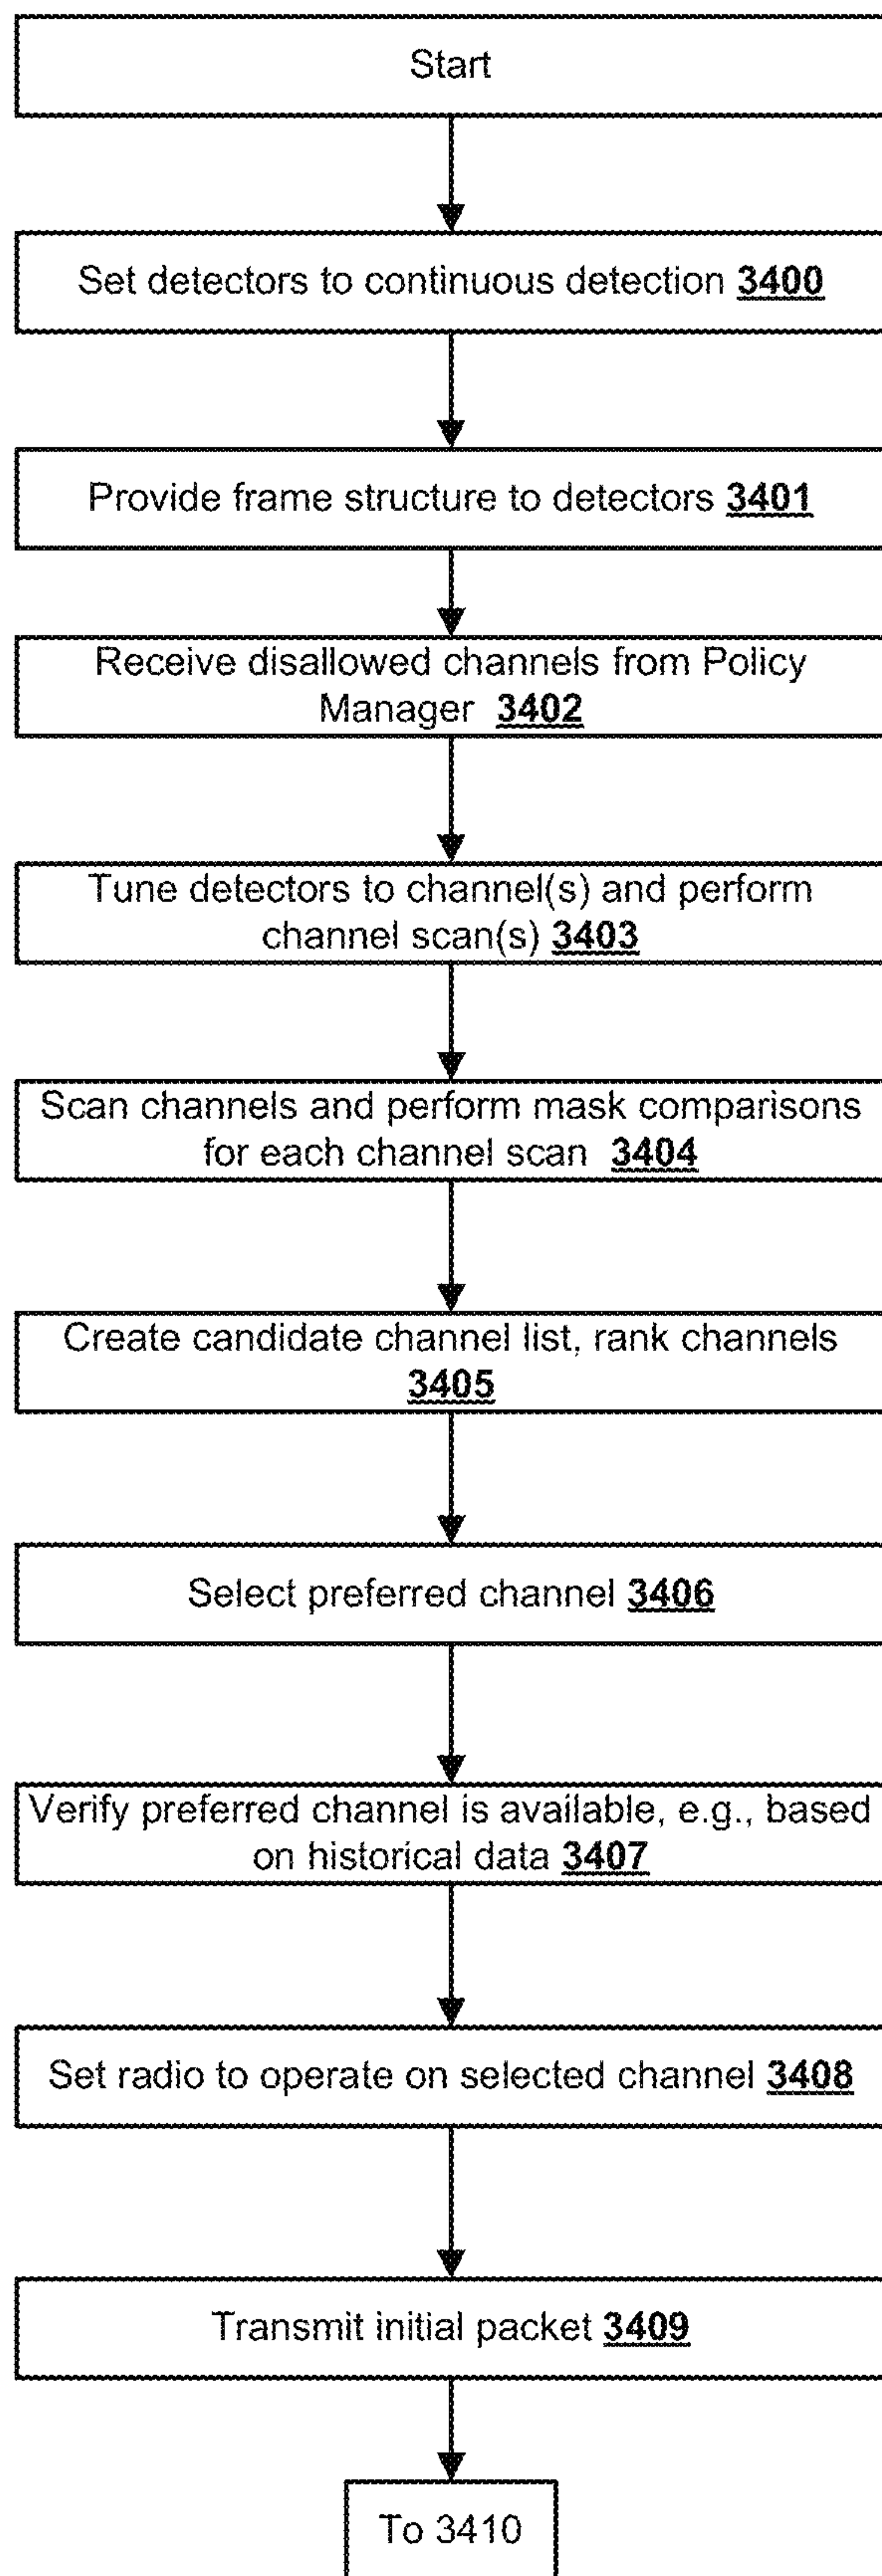 Start
Set detectors to continuous detection 3400
Provide frame structure to detectors 3401
Receive disallowed channels from Policy
Manager 3402
Tune detectors to channel(s) and perform
channel scan(s) 3403
Scan channels and perform mask comparisons
for each channel scan 3404
Create candidate channel list, rank channels
3405
Select preferred channel 3406
Verify preferred channel is available, e.g., based
on historical data 3407
Set radio to operate on selected channel 3408
Transmit initial packet 3409
To 3410